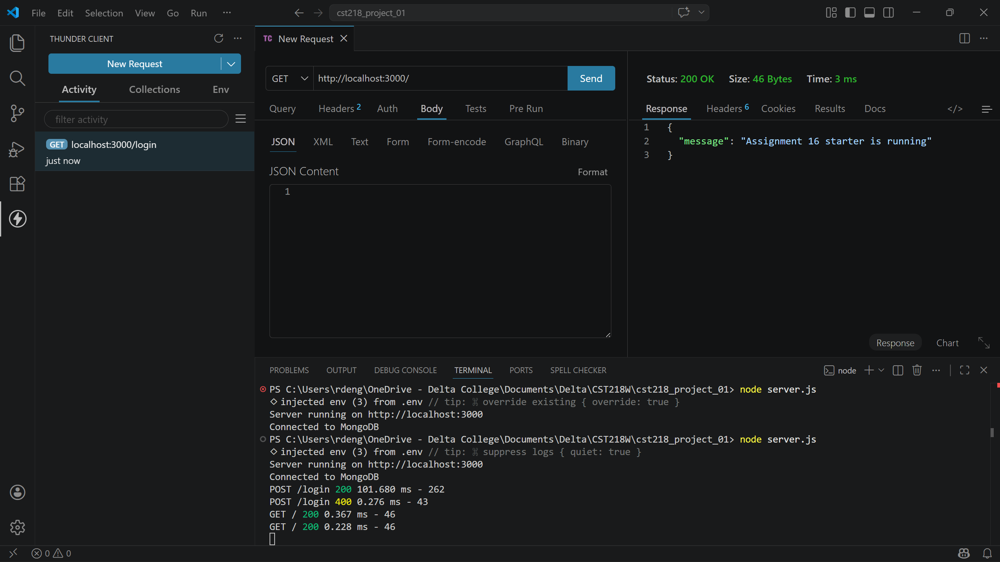 File Edit Selection View Go Run ···
cst218_project_01
THUNDER CLIENT
New Request
Activity Collections Env
filter activity
GET localhost:3000/login
just now
TC New Request
GET http://localhost:3000/ Send
Query Headers 2 Auth Body Tests Pre Run
JSON XML Text Form Form-encode GraphQL Binary
JSON Content Format
1
Status: 200 OK Size: 46 Bytes Time: 3 ms
Response Headers 6 Cookies Results Docs </>
1 {
2 "message": "Assignment 16 starter is running"
3 }
Response Chart
PROBLEMS OUTPUT DEBUG CONSOLE TERMINAL PORTS SPELL CHECKER
node
PS C:\Users\rdeng\OneDrive - Delta College\Documents\Delta\CST218W\cst218_project_01> node server.js
◇ injected env (3) from .env // tip: ⌘ override existing { override: true }
Server running on http://localhost:3000
Connected to MongoDB
PS C:\Users\rdeng\OneDrive - Delta College\Documents\Delta\CST218W\cst218_project_01> node server.js
◇ injected env (3) from .env // tip: ⌘ suppress logs { quiet: true }
Server running on http://localhost:3000
Connected to MongoDB
POST /login 200 101.680 ms - 262
POST /login 400 0.276 ms - 43
GET / 200 0.367 ms - 46
GET / 200 0.228 ms - 46
0 0